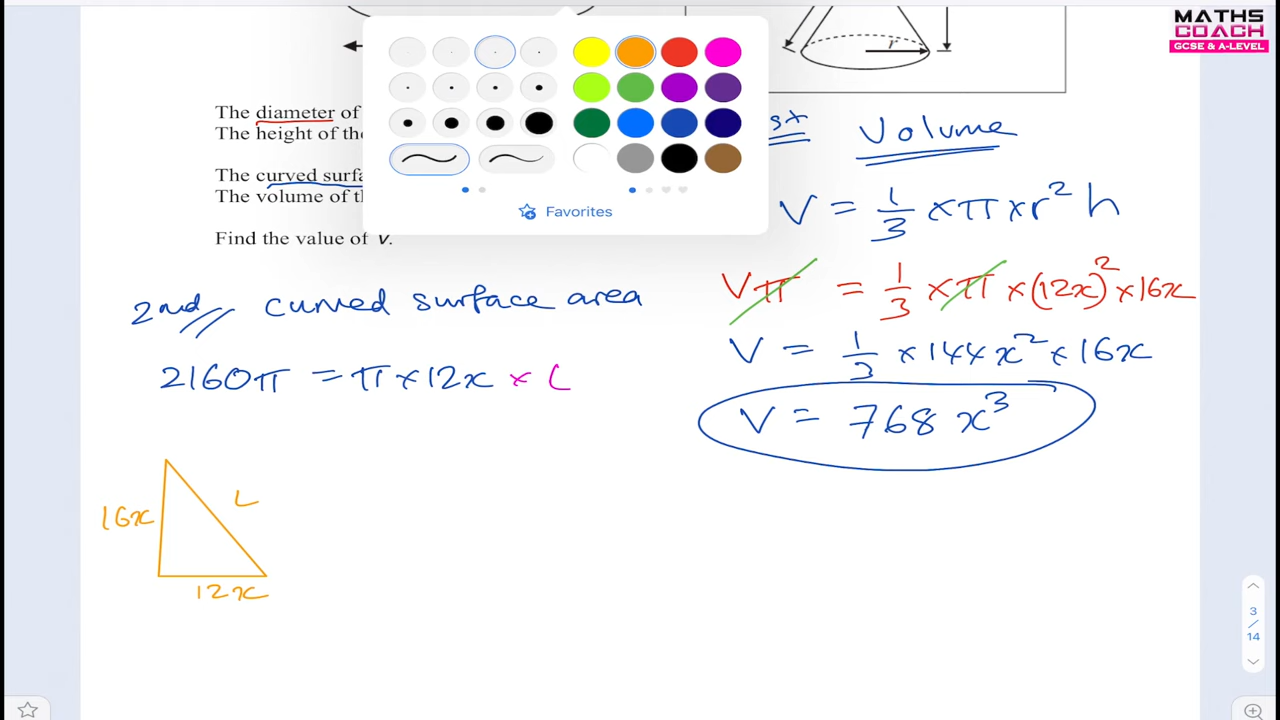 MATHS
COACH
GCSE & A-LEVEL
r
The diameter of
The height of the
The curved surfa
The volume of th
Find the value of V.
Favorites
st Volume
V = 1/3 × π × r² h
Vπ = 1/3 × π × (12x)² × 16x
V = 1/3 × 144x² × 16x
V = 768 x³
2nd// curved surface area
2160π = π × 12x × L
16x
L
12x
3
/
14